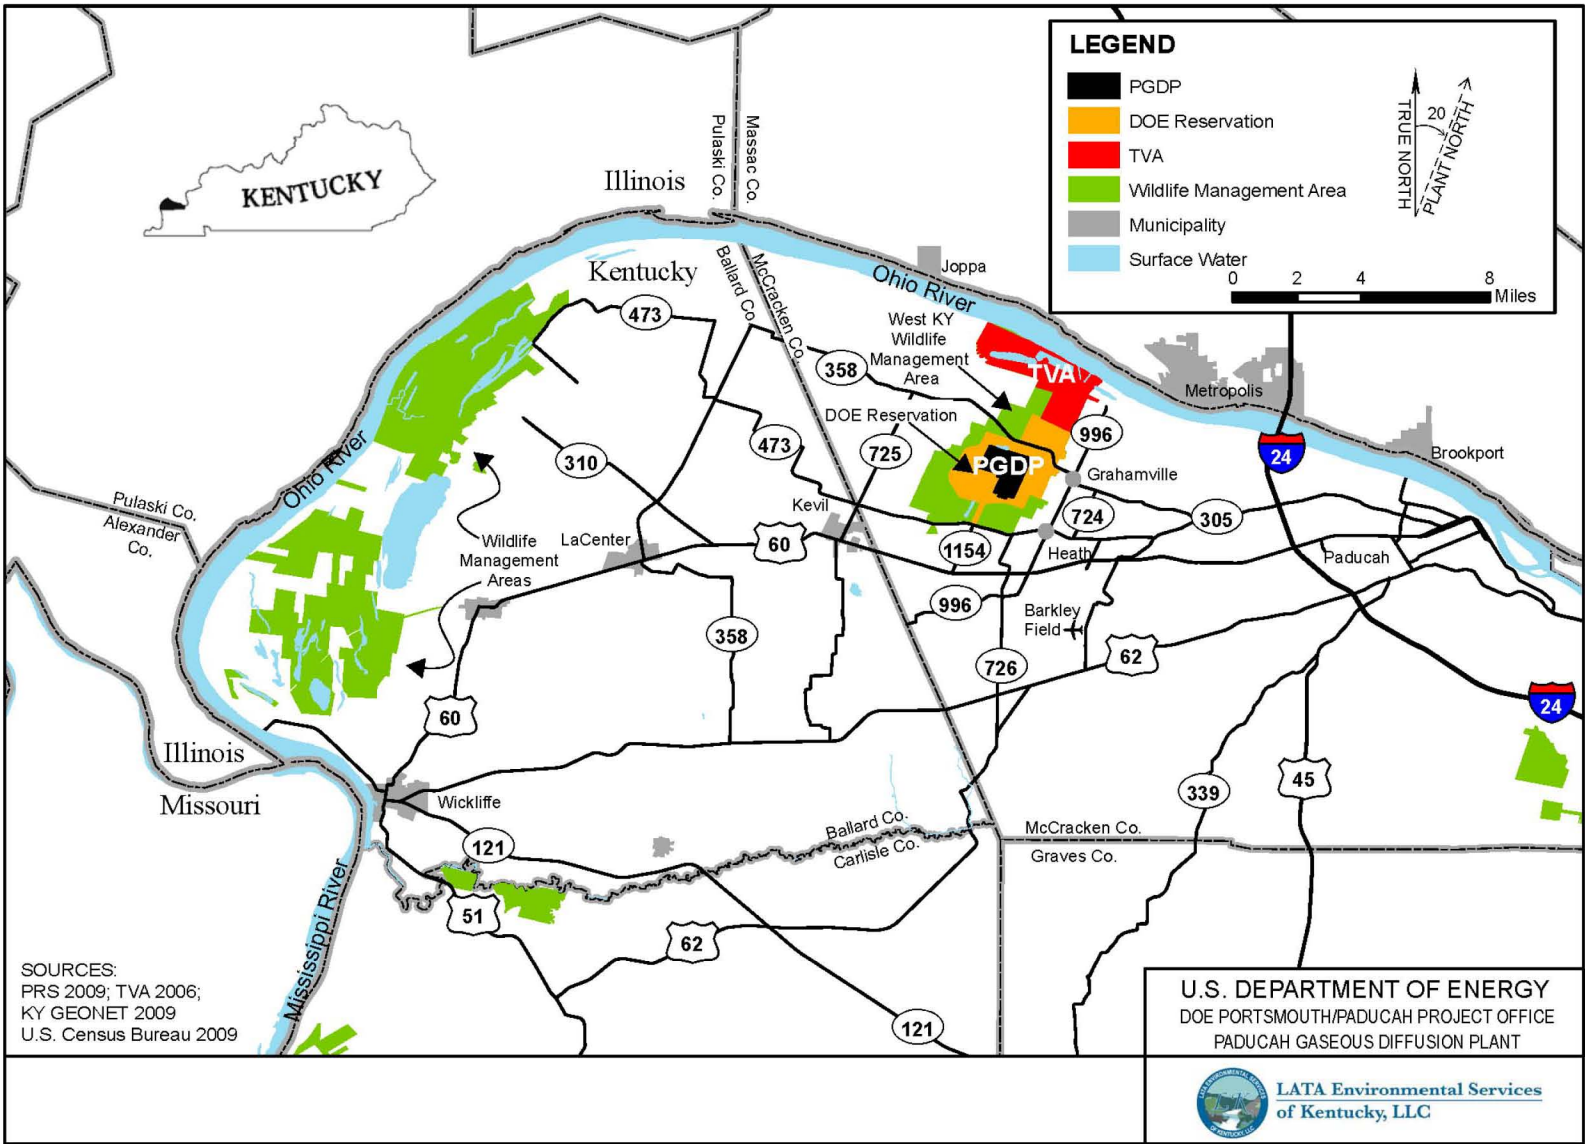 LEGEND
PGDP
DOE Reservation
TVA
Wildlife Management Area
Municipality
Surface Water
TRUE NORTH
20
PLANT NORTH
0 2 4 8
Miles
KENTUCKY
Pulaski Co.
Massac Co.
Illinois
Kentucky
Ballard Co.
McCracken Co.
Ohio River
Joppa
473
358
West KY
Wildlife
Management
Area
TVA
DOE Reservation
Metropolis
996
473
725
PGDP
Grahamville
24
Brookport
310
Ohio River
Pulaski Co.
Alexander
Co.
Kevil
724
305
Wildlife
Management
Areas
LaCenter
60
1154
Heath
Paducah
996
Barkley
Field
358
726
62
60
24
Illinois
Missouri
Wickliffe
45
339
121
Ballard Co.
Carlisle Co.
McCracken Co.
Graves Co.
51
62
Mississippi River
121
SOURCES:
PRS 2009; TVA 2006;
KY GEONET 2009
U.S. Census Bureau 2009
U.S. DEPARTMENT OF ENERGY
DOE PORTSMOUTH/PADUCAH PROJECT OFFICE
PADUCAH GASEOUS DIFFUSION PLANT
LATA ENVIRONMENTAL SERVICES
OF KENTUCKY, LLC
LATA Environmental Services
of Kentucky, LLC